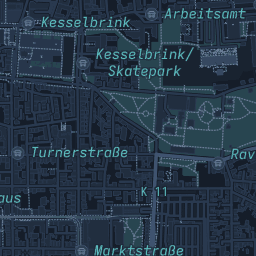 Arbeitsamt
Kesselbrink
Kesselbrink/
Skatepark
Turnerstraße
Rav
K 11
aus
Marktstraße